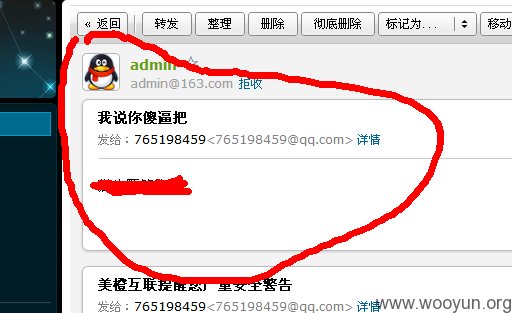 « 返回 转发 整理 删除 彻底删除 标记为... 移动
admin ☆
admin@163.com 拒收
我说你傻逼把
发给：765198459<765198459@qq.com> 详情
美橙互联提醒您严重安全警告
发给：765198459<765198459@qq.com> 详情
www.wooyun.org